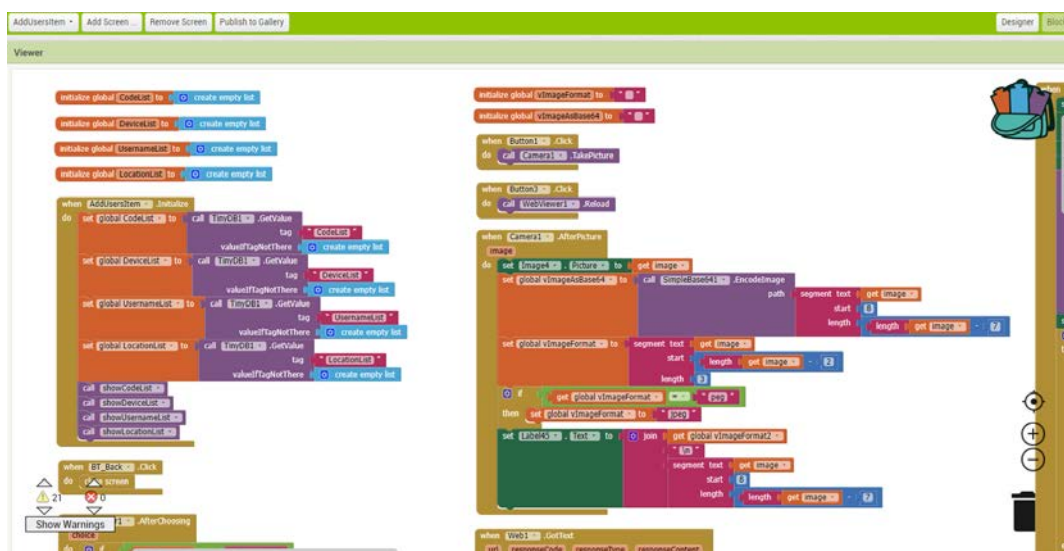 AddUsersItem Add Screen ... Remove Screen Publish to Gallery Designer
Viewer
initialize global CodeList to create empty list
initialize global DeviceList to create empty list
initialize global UsernameList to create empty list
initialize global LocationList to create empty list
when AddUsersItem .Initialize
do set global CodeList to call TinyDB1 .GetValue
tag " CodeList "
valueIfTagNotThere create empty list
set global DeviceList to call TinyDB1 .GetValue
tag " DeviceList "
valueIfTagNotThere create empty list
set global UsernameList to call TinyDB1 .GetValue
tag " UsernameList "
valueIfTagNotThere create empty list
set global LocationList to call TinyDB1 .GetValue
tag " LocationList "
valueIfTagNotThere create empty list
call showCodeList
call showDeviceList
call showUsernameList
call showLocationList
when BT_Back .Click
do screen
21 0
Show Warnings
.AfterChoosing
choice
do if
initialize global vImageFormat to " "
initialize global vImageAsBase64 to " "
when Button1 .Click
do call Camera1 .TakePicture
when Button3 .Click
do call WebViewer1 .Reload
when Camera1 .AfterPicture
image
do set Image4 . Picture to get image
set global vImageAsBase64 to call SimpleBase641 .EncodeImage
path segment text get image
start 8
length length get image - 7
set global vImageFormat to segment text get image
start length get image - 2
length 3
if get global vImageFormat = " peg "
then set global vImageFormat to " jpeg "
set Label45 . Text to join get global vImageFormat2
" \n "
segment text get image
start 8
length length get image - 7
when Web1 .GotText
url responseCode responseType responseContent
when